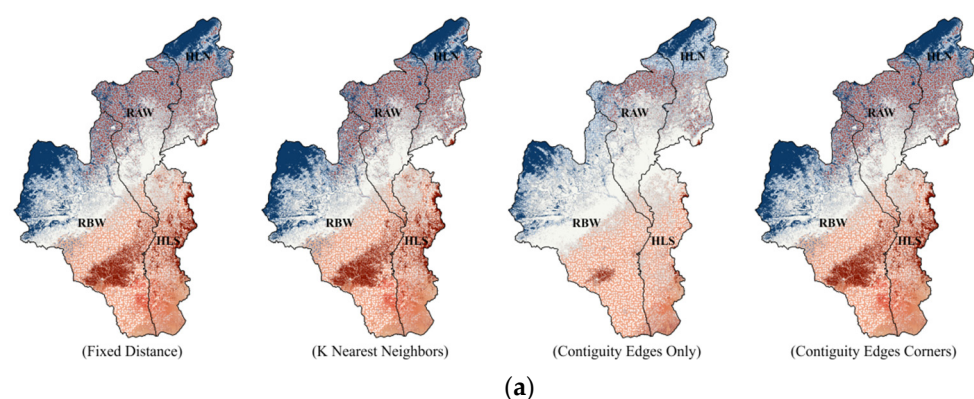 HLN HLN HLN HLN
RAW RAW RAW RAW
RBW RBW RBW RBW
HLS HLS HLS HLS
(Fixed Distance) (K Nearest Neighbors) (Contiguity Edges Only) (Contiguity Edges Corners)
(a)